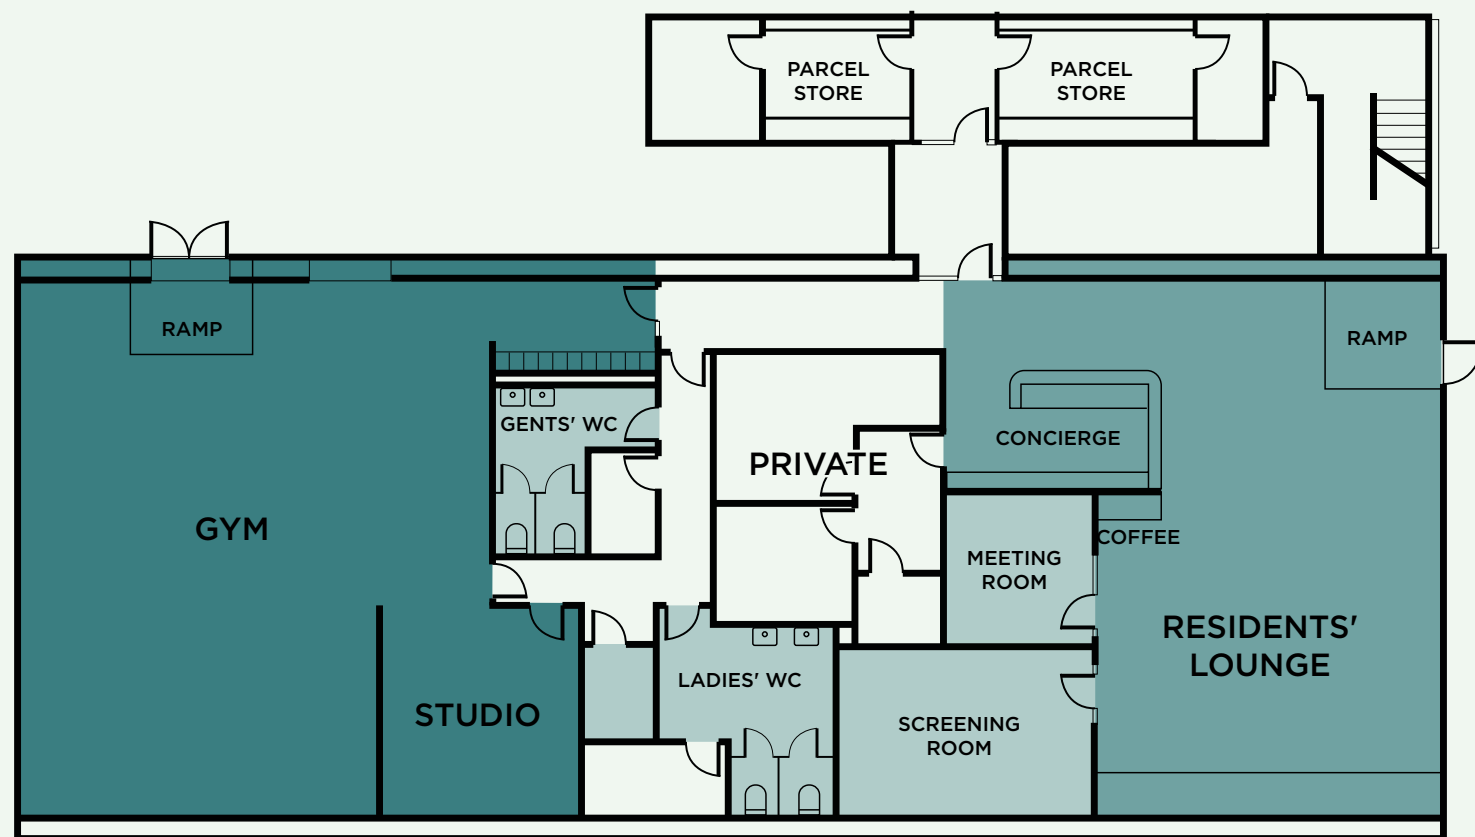 PARCEL
STORE
PARCEL
STORE
RAMP
RAMP
GENTS' WC
CONCIERGE
PRIVATE
GYM
COFFEE
MEETING
ROOM
RESIDENTS'
LOUNGE
LADIES' WC
STUDIO
SCREENING
ROOM